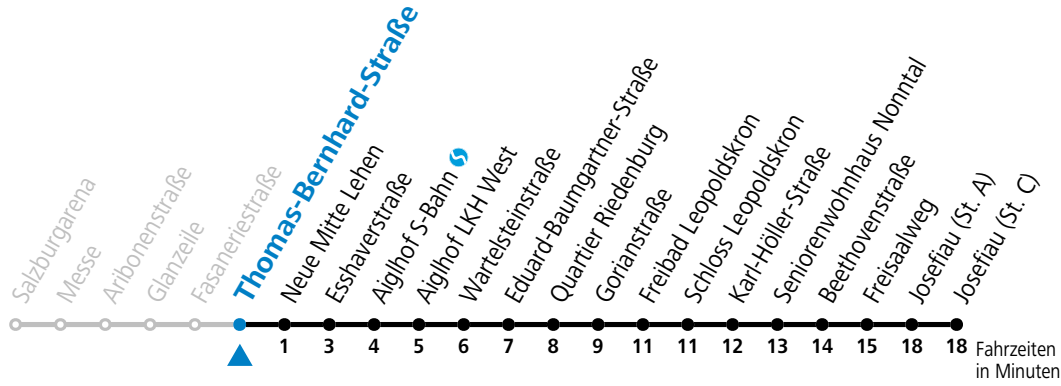 Salzburgarena
Messe
Aribonenstraße
Glanzeile
Fasaneriestraße
Thomas-Bernhard-Straße
Neue Mitte Lehen
Esshaverstraße
Aiglhof S-Bahn
Aiglhof LKH West
Wartelsteinstraße
Eduard-Baumgartner-Straße
Quartier Riedenburg
Gorianstraße
Freibad Leopoldskron
Schloss Leopoldskron
Karl-Höller-Straße
Seniorenwohnhaus Nonntal
Beethovenstraße
Freisaalweg
Josefiau (St. A)
Josefiau (St. C)
1 3 4 5 6 7 8 9 11 11 12 13 14 15 18 18 Fahrzeiten
in Minuten